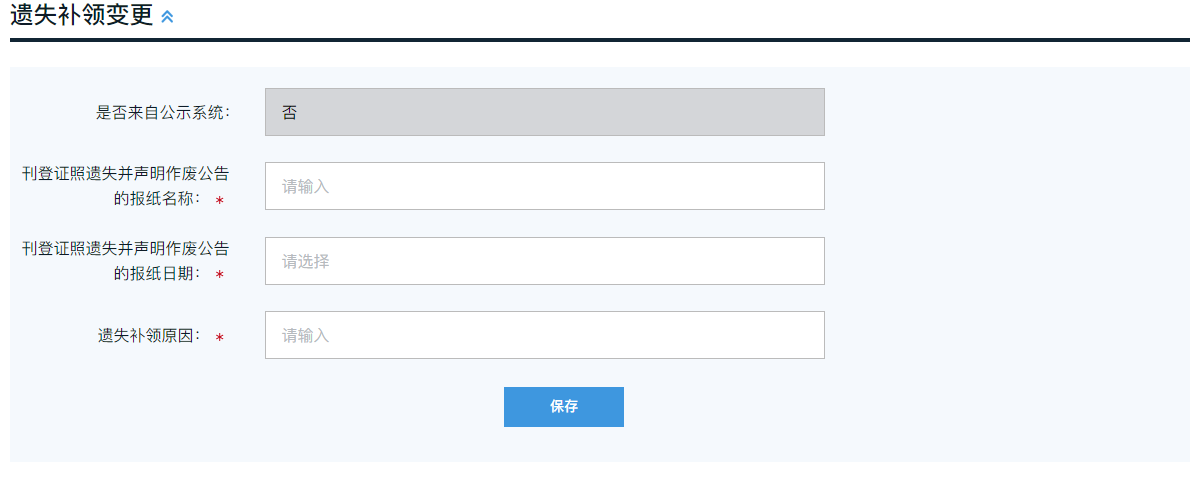 遗失补领变更
是否来自公示系统：
否
刊登证照遗失并声明作废公告
的报纸名称： *
请输入
刊登证照遗失并声明作废公告
的报纸日期： *
请选择
遗失补领原因： *
请输入
保存